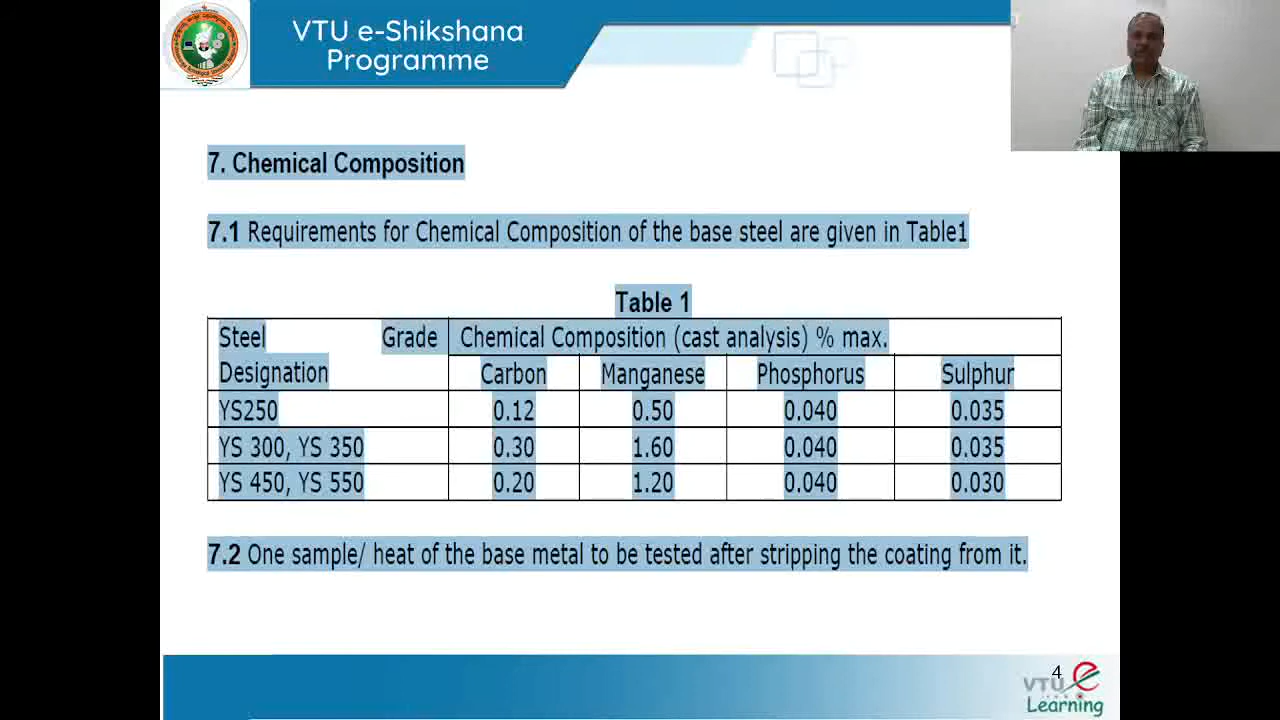 VTU e-Shikshana
Programme
7. Chemical Composition
7.1 Requirements for Chemical Composition of the base steel are given in Table1
Table 1
Steel Grade Chemical Composition (cast analysis) % max.
Designation Carbon Manganese Phosphorus Sulphur
YS250 0.12 0.50 0.040 0.035
YS 300, YS 350 0.30 1.60 0.040 0.035
YS 450, YS 550 0.20 1.20 0.040 0.030
7.2 One sample/ heat of the base metal to be tested after stripping the coating from it.
4
VTU e
Learning